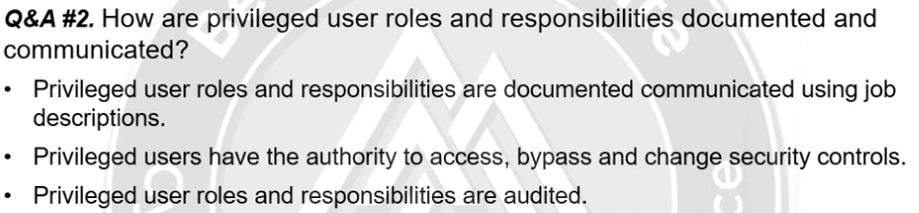 Q&A #2. How are privileged user roles and responsibilities documented and
communicated?
• Privileged user roles and responsibilities are documented communicated using job
descriptions.
• Privileged users have the authority to access, bypass and change security controls.
• Privileged user roles and responsibilities are audited.